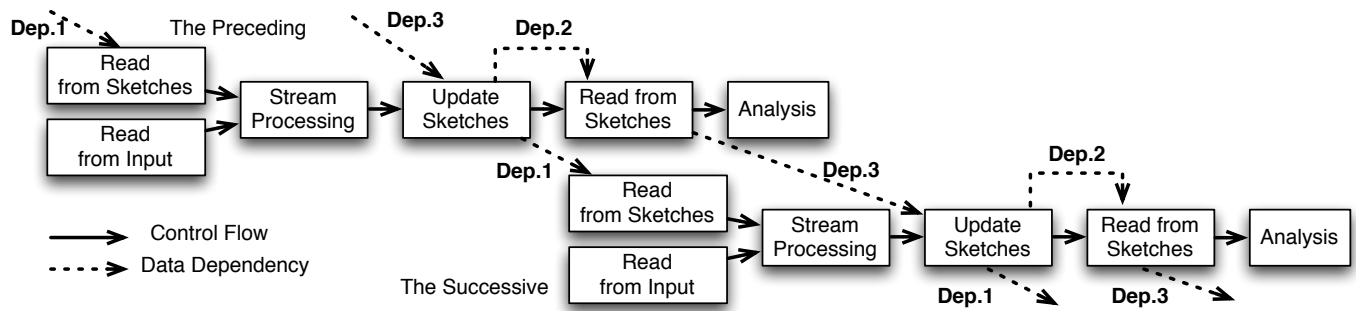 Dep.1
The Preceding
Dep.3
Dep.2
Read
from Sketches
Stream
Processing
Update
Sketches
Read from
Sketches
Analysis
Read
from Input
Dep.1
Dep.3
Dep.2
Read
from Sketches
Stream
Processing
Update
Sketches
Read from
Sketches
Analysis
Control Flow
Data Dependency
The Successive
Read
from Input
Dep.1
Dep.3